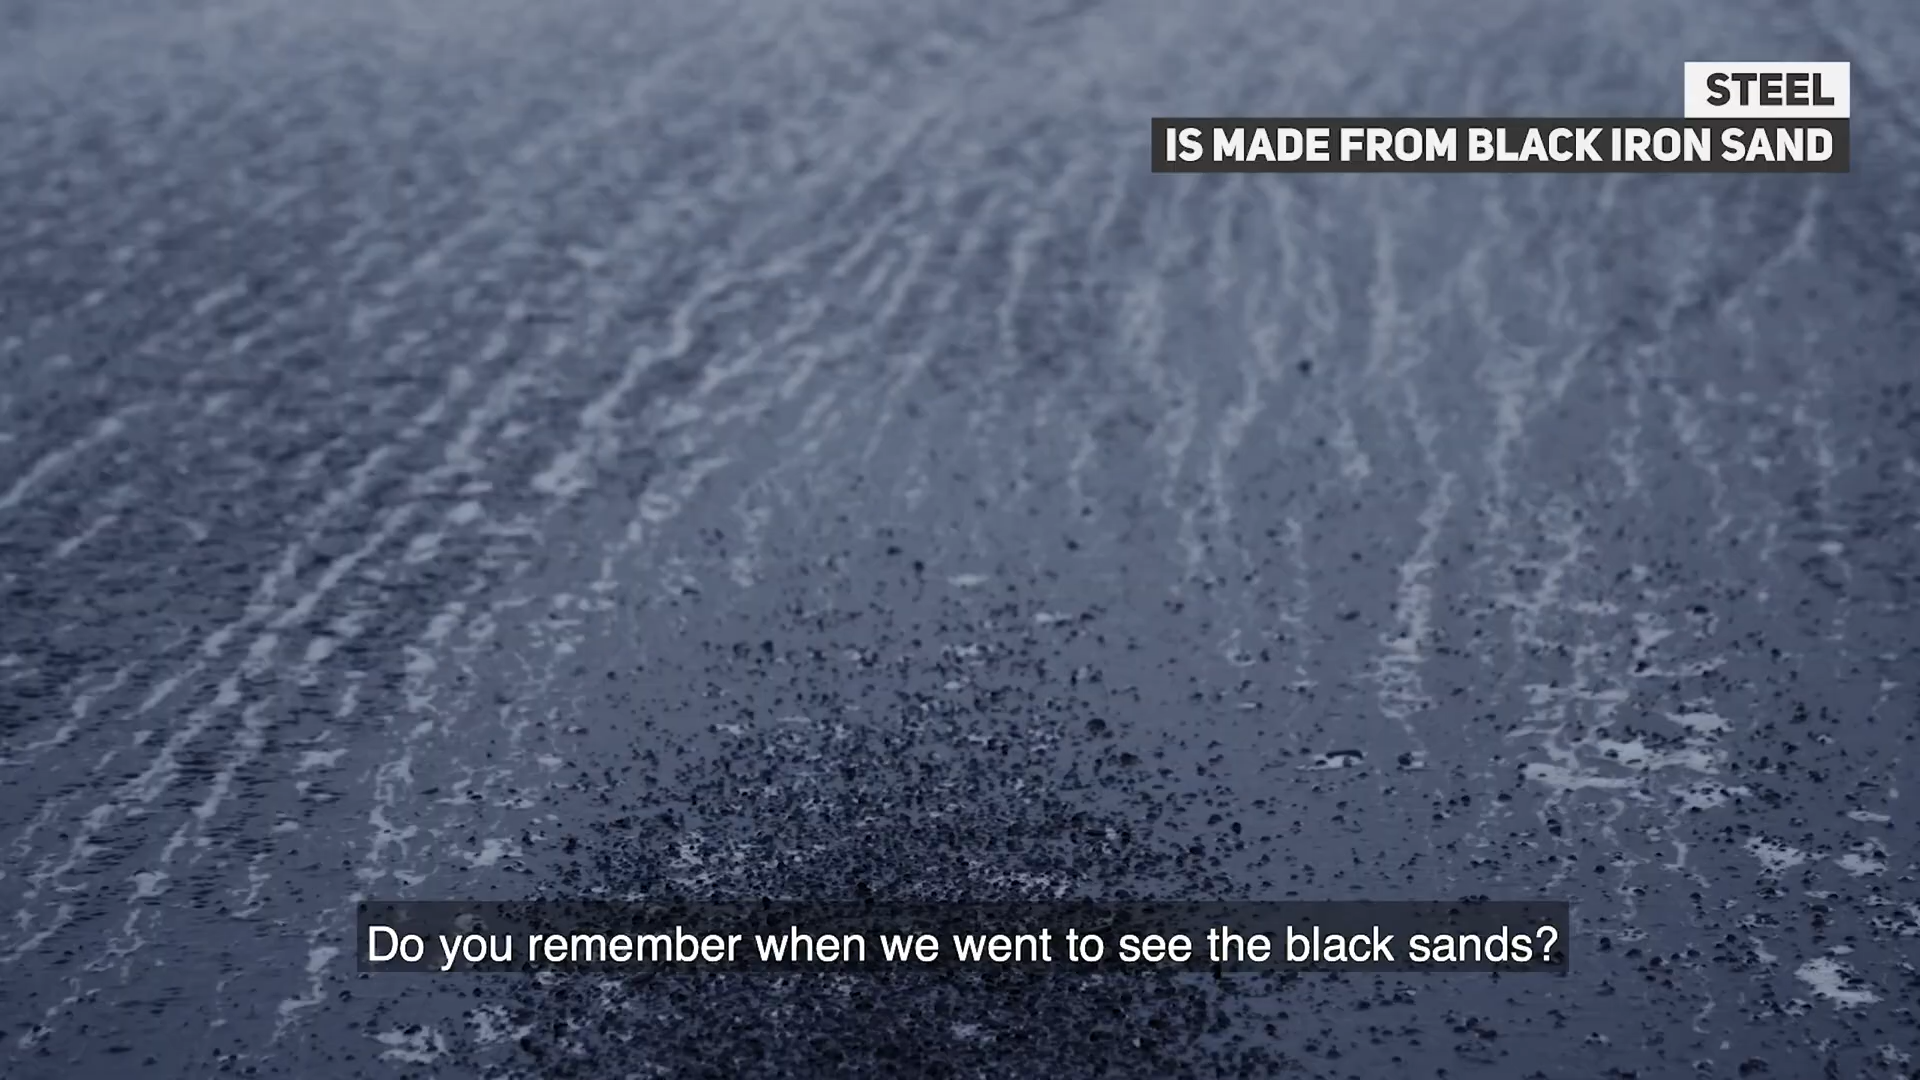 STEEL
IS MADE FROM BLACK IRON SAND
Do you remember when we went to see the black sands?